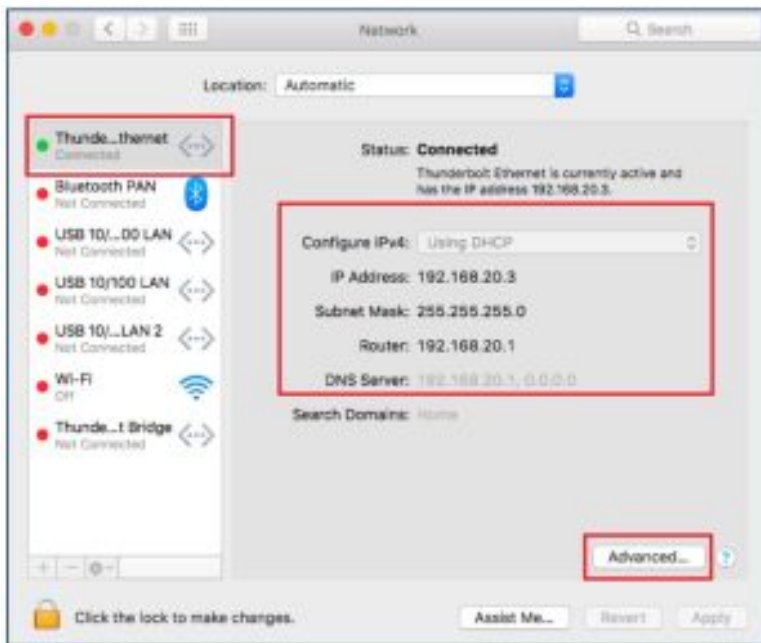 Network
Search
Location: Automatic
Thunde...thernet
Connected
Bluetooth PAN
Not Connected
USB 10/...00 LAN
Not Connected
USB 10/100 LAN
Not Connected
USB 10/...LAN 2
Not Connected
Wi-Fi
Off
Thunde...t Bridge
Not Connected
Status: Connected
Thunderbolt Ethernet is currently active and
has the IP address 192.168.20.3.
Configure IPv4: Using DHCP
IP Address: 192.168.20.3
Subnet Mask: 255.255.255.0
Router: 192.168.20.1
DNS Server: 192.168.20.1, 0.0.0.0
Search Domains: Home
Advanced... ?
Click the lock to make changes.
Assist Me... Revert Apply